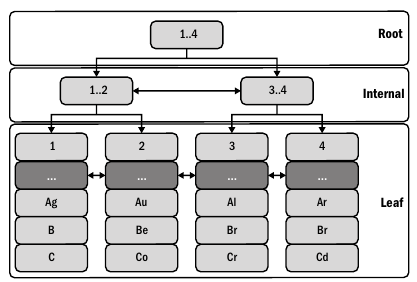 1..4
Root
1..2
3..4
Internal
1
2
3
4
...
...
...
...
Ag
Au
Al
Ar
Leaf
B
Be
Br
Br
C
Co
Cr
Cd